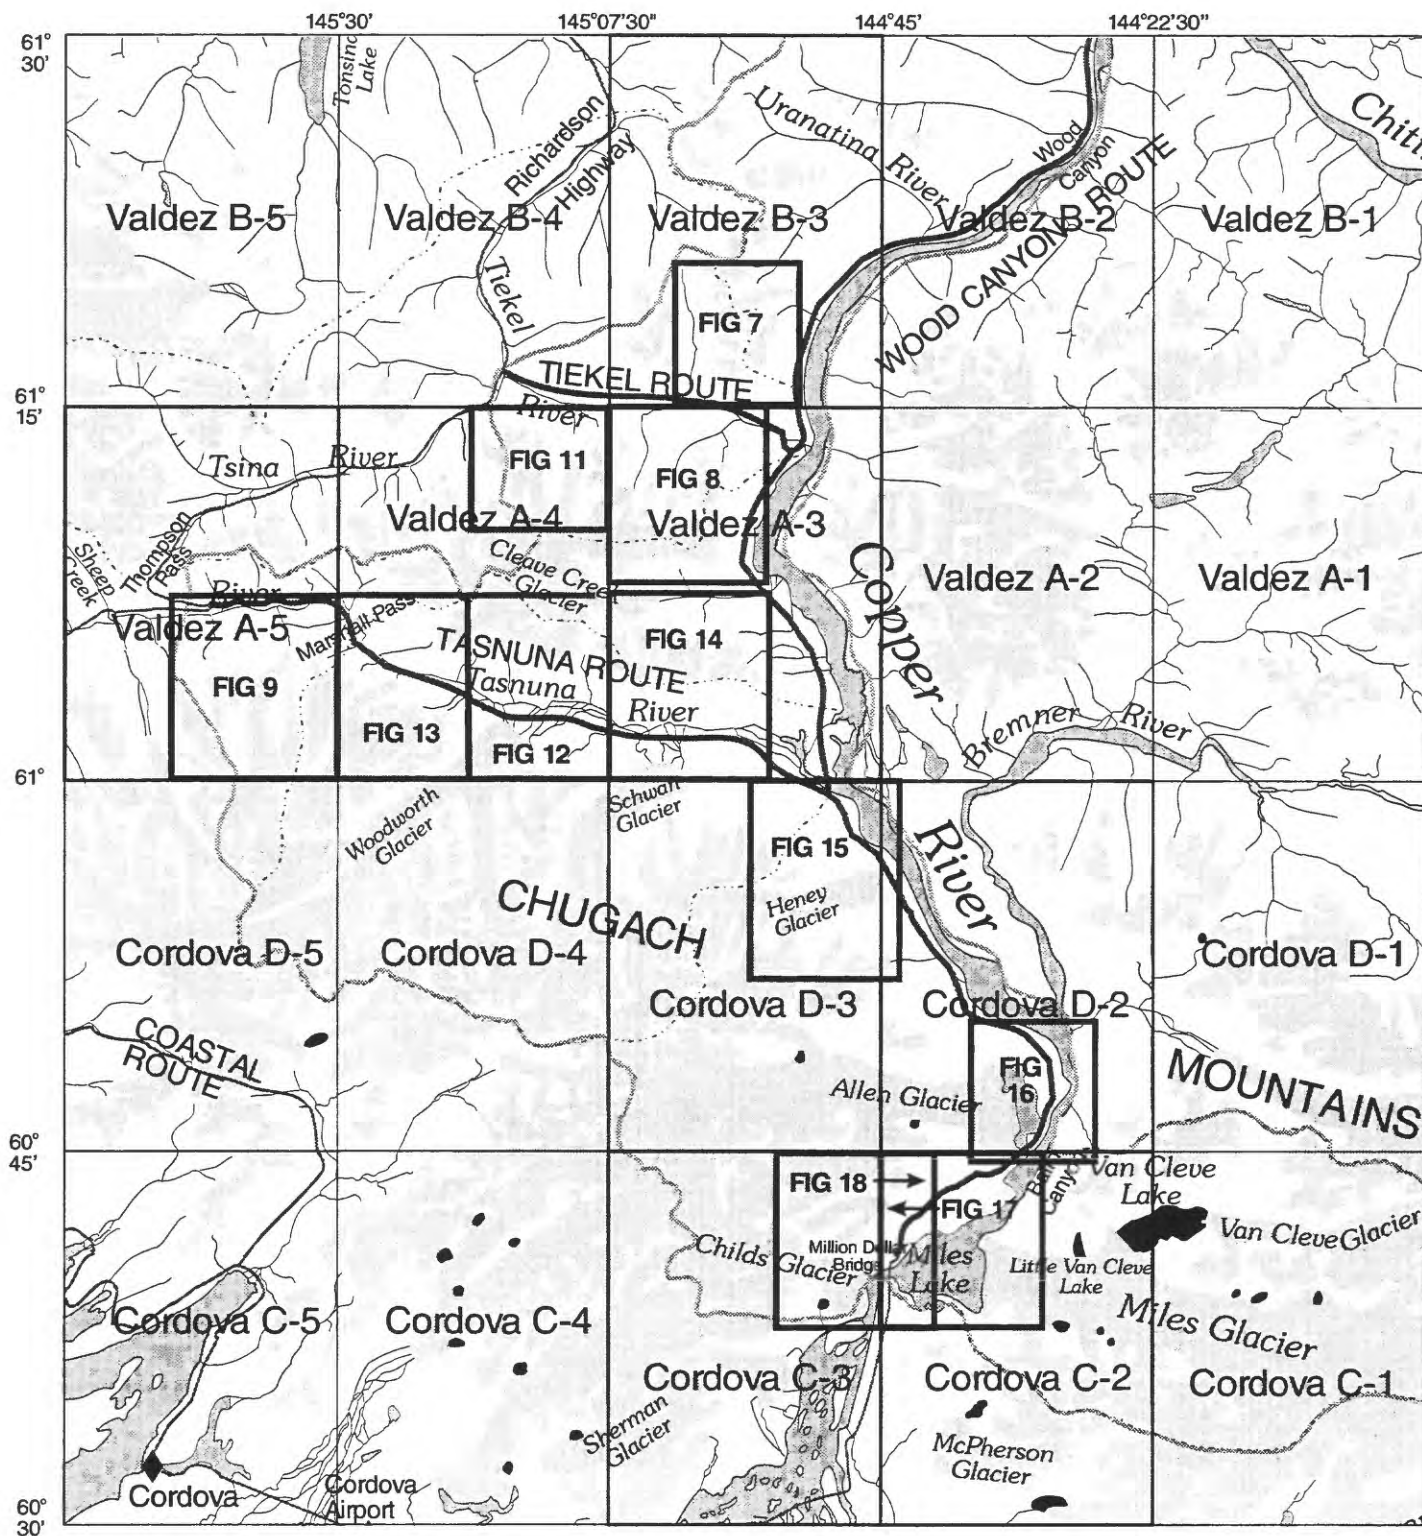 145°30' 145°07'30" 144°45' 144°22'30"
61°
30'
Tonsina
Lake
Richardson
Highway
Uranatina River
Wood
Canyon
WOOD CANYON ROUTE
Valdez B-5
Valdez B-4
Valdez B-3
Valdez B-2
Valdez B-1
Tiekel
FIG 7
TIEKEL ROUTE
River
61°
15'
Tsina River
FIG 11
FIG 8
Valdez A-4
Valdez A-3
Valdez A-2
Valdez A-1
Thompson
Pass
Sheep
Creek
River
Cleave Creek
Glacier
Copper
Valdez A-5
Marshall Pass
FIG 14
TASNUNA ROUTE
Tasnuna
River
FIG 9
FIG 13
FIG 12
Bremner River
61°
Woodworth
Glacier
Schwan
Glacier
FIG 15
River
Heney
Glacier
CHUGACH
Cordova D-5
Cordova D-4
Cordova D-3
Cordova D-2
Cordova D-1
COASTAL
ROUTE
FIG
16
Allen Glacier
MOUNTAINS
60°
45'
FIG 18
FIG 17
Canyon
Van Cleve
Lake
Van Cleve Glacier
Childs Glacier
Million Dollar
Bridge
Miles
Lake
Little Van Cleve
Lake
Miles Glacier
Cordova C-5
Cordova C-4
Cordova C-3
Cordova C-2
Cordova C-1
Sherman
Glacier
McPherson
Glacier
Cordova
Cordova
Airport
60°
30'